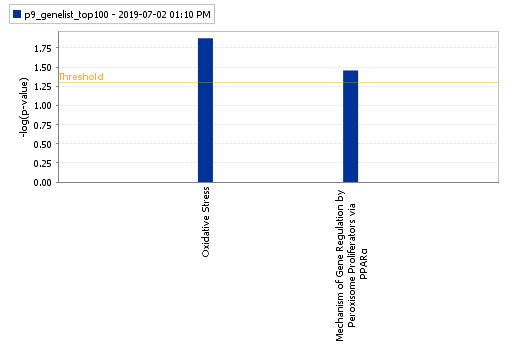 p9_genelist_top100 - 2019-07-02 01:10 PM
-log(p-value)
1.75
1.50
1.25
1.00
0.75
0.50
0.25
0.00
Threshold
Oxidative Stress
Mechanism of Gene Regulation by
Peroxisome Proliferators via
PPARα